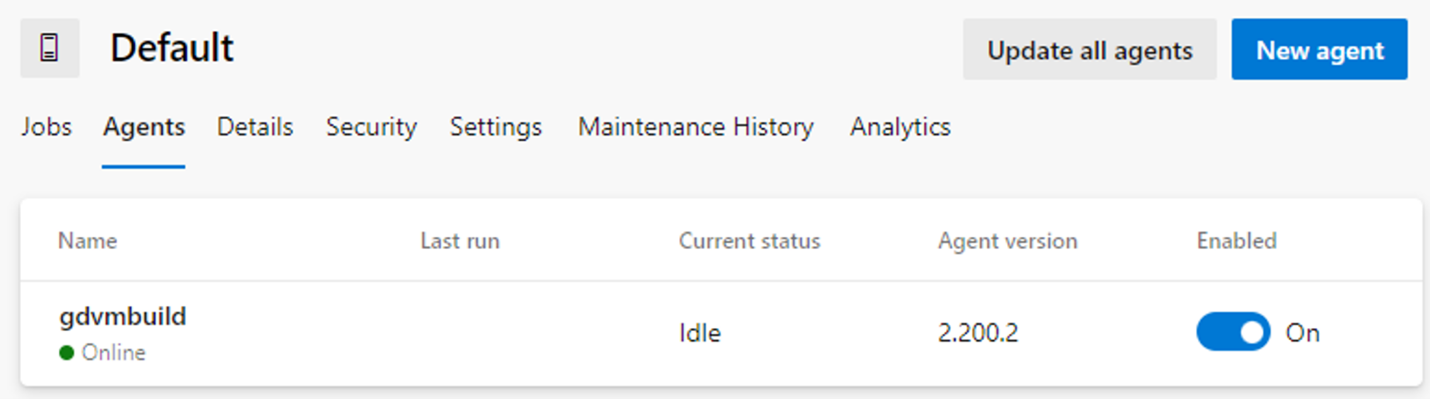 Default
Update all agents
New agent
Jobs Agents Details Security Settings Maintenance History Analytics
Name Last run Current status Agent version Enabled
gdvmbuild
Online
Idle 2.200.2 On